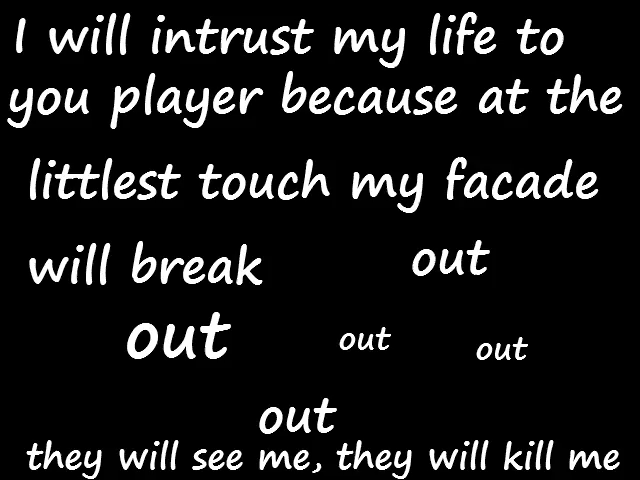 I will intrust my life to
you player because at the
littlest touch my facade
will break out
out out out
out
they will see me, they will kill me